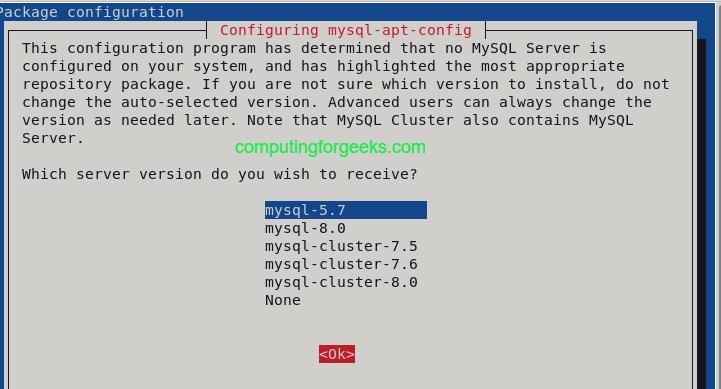 Package configuration
Configuring mysql-apt-config
This configuration program has determined that no MySQL Server is
configured on your system, and has highlighted the most appropriate
repository package. If you are not sure which version to install, do not
change the auto-selected version. Advanced users can always change the
version as needed later. Note that MySQL Cluster also contains MySQL
Server.
computingforgeeks.com
Which server version do you wish to receive?
mysql-5.7
mysql-8.0
mysql-cluster-7.5
mysql-cluster-7.6
mysql-cluster-8.0
None
<Ok>